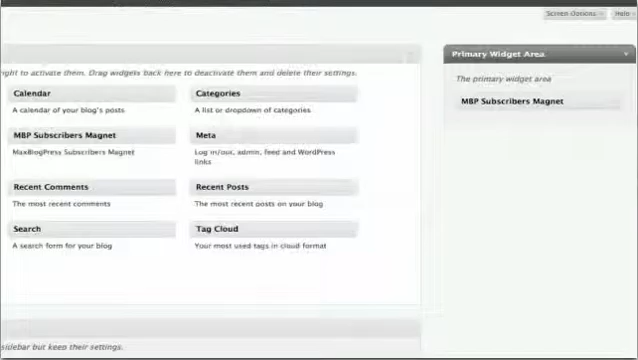 Screen Options
Help
Primary Widget Area
right to activate them. Drag widgets back here to deactivate them and delete their settings.
The primary widget area
Calendar
Categories
MBP Subscribers Magnet
A calendar of your blog's posts
A list or dropdown of categories
MBP Subscribers Magnet
Meta
MaxBlogPress Subscribers Magnet
Log in/out, admin, feed and WordPress
links
Recent Comments
Recent Posts
The most recent comments
The most recent posts on your blog
Search
Tag Cloud
A search form for your blog
Your most used tags in cloud format
sidebar but keep their settings.